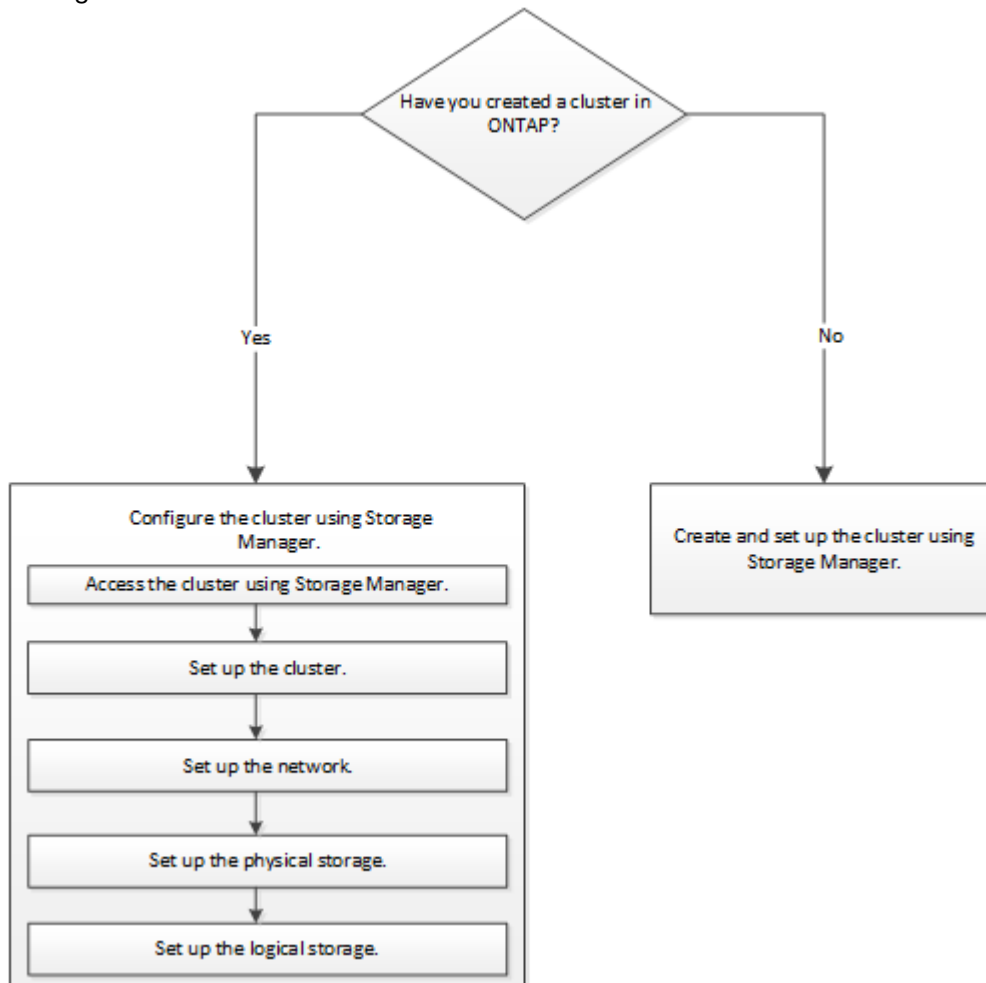 Have you created a cluster in
ONTAP?
Yes
No
Configure the cluster using Storage
Manager.
Access the cluster using Storage Manager.
Set up the cluster.
Set up the network.
Set up the physical storage.
Set up the logical storage.
Create and set up the cluster using
Storage Manager.